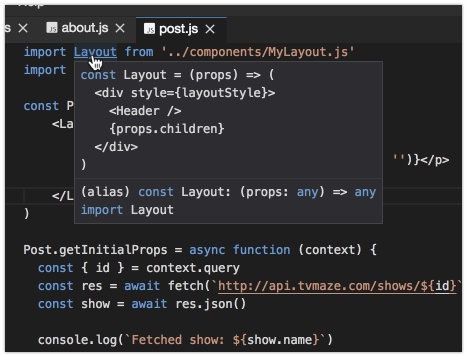 s about.js post.js
import Layout from '../components/MyLayout.js'
import
const Layout = (props) => (
const P
<div style={layoutStyle}>
<La
<Header />
{props.children}
</div>
'')}</p>
)
(alias) const Layout: (props: any) => any
</L
import Layout
)
Post.getInitialProps = async function (context) {
const { id } = context.query
const res = await fetch(`http://api.tvmaze.com/shows/${id}`
const show = await res.json()
console.log(`Fetched show: ${show.name}`)